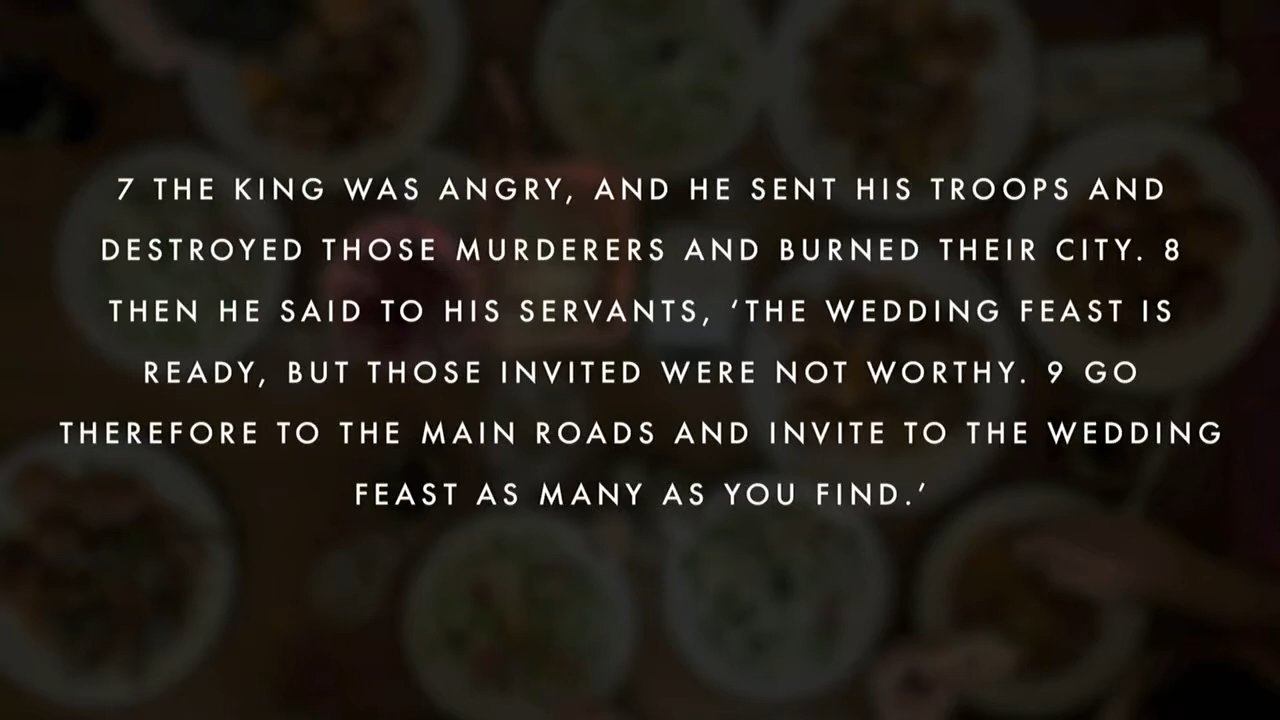 7 THE KING WAS ANGRY, AND HE SENT HIS TROOPS AND
DESTROYED THOSE MURDERERS AND BURNED THEIR CITY. 8
THEN HE SAID TO HIS SERVANTS, ‘THE WEDDING FEAST IS
READY, BUT THOSE INVITED WERE NOT WORTHY. 9 GO
THEREFORE TO THE MAIN ROADS AND INVITE TO THE WEDDING
FEAST AS MANY AS YOU FIND.’